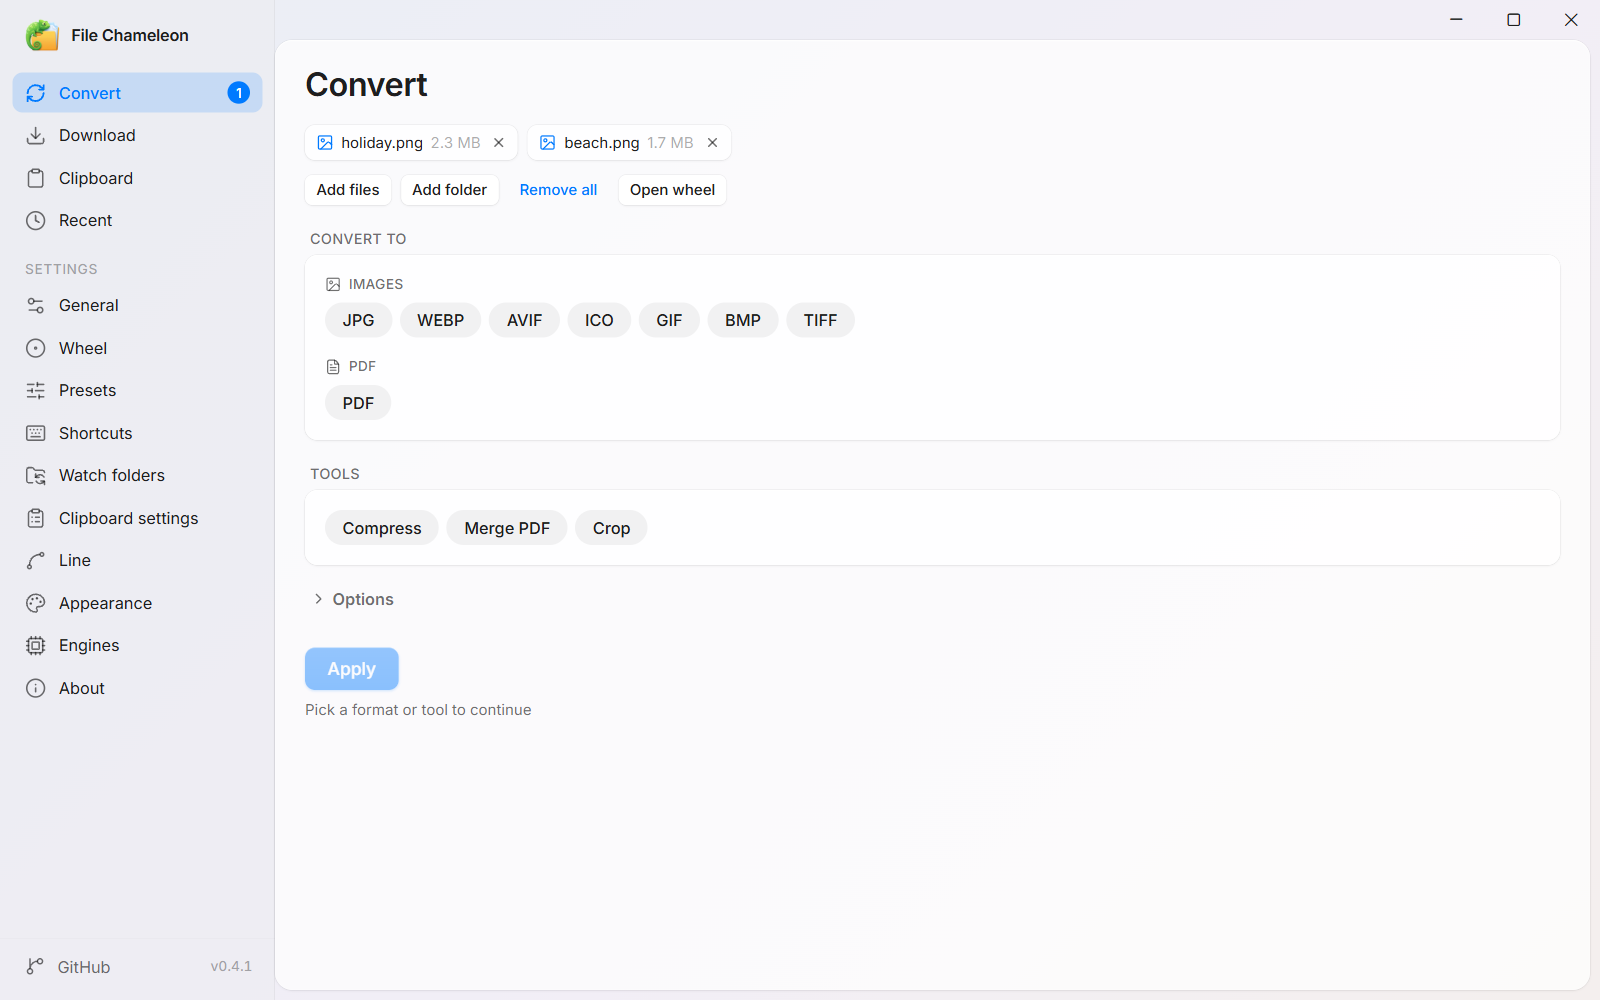 File Chameleon
Convert 1
Download
Clipboard
Recent
SETTINGS
General
Wheel
Presets
Shortcuts
Watch folders
Clipboard settings
Line
Appearance
Engines
About
GitHub v0.4.1
Convert
holiday.png 2.3 MB beach.png 1.7 MB
Add files Add folder Remove all Open wheel
CONVERT TO
IMAGES
JPG WEBP AVIF ICO GIF BMP TIFF
PDF
PDF
TOOLS
Compress Merge PDF Crop
Options
Apply
Pick a format or tool to continue